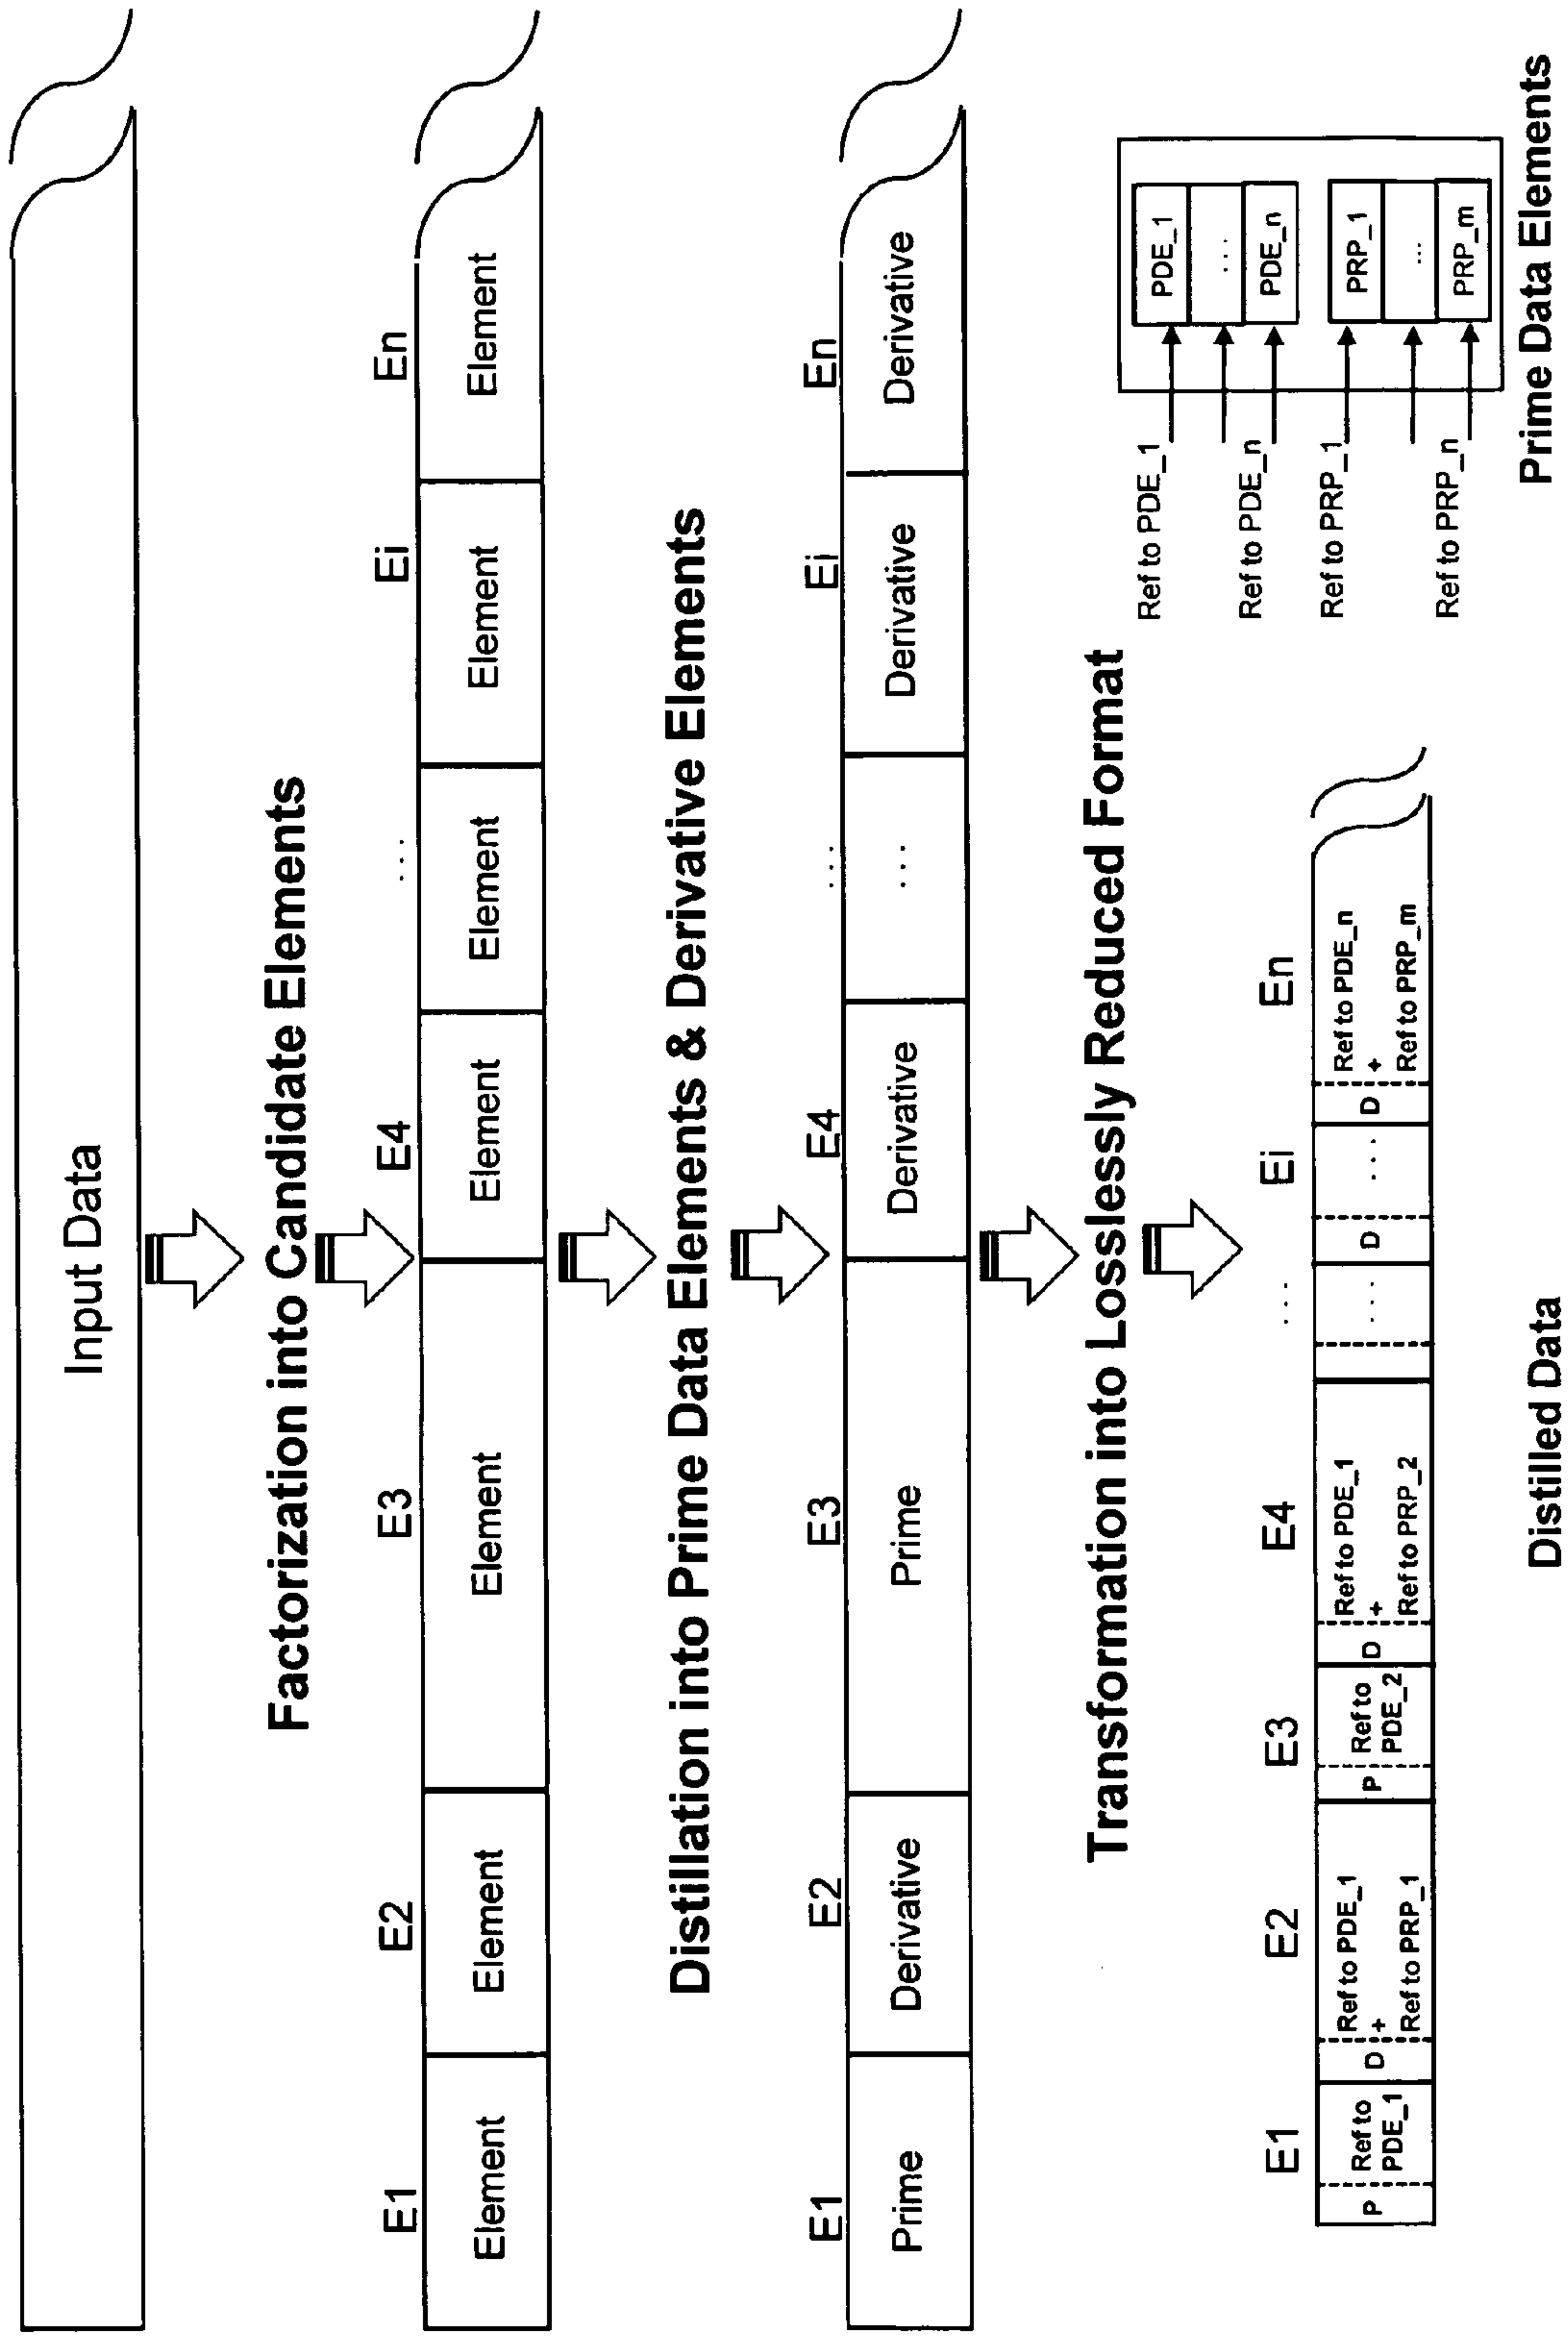 Input Data
Factorization into Candidate Elements
E1 E2 E3 E4 ... Ei En
Element Element Element Element Element Element Element
Distillation into Prime Data Elements & Derivative Elements
E1 E2 E3 E4 ... Ei En
Prime Derivative Prime Derivative ... Derivative Derivative
Transformation into Losslessly Reduced Format
E1 E2 E3 E4 ... Ei En
P
Ref to
PDE_1
D
Ref to PDE_1
+
Ref to PRP_1
P
Ref to
PDE_2
D
Ref to PDE_1
+
Ref to PRP_2
...
D
...
D
Ref to PDE_n
+
Ref to PRP_m
Distilled Data
Ref to PDE_1
Ref to PDE_n
Ref to PRP_1
Ref to PRP_n
PDE_1
...
PDE_n
PRP_1
...
PRP_m
Prime Data Elements